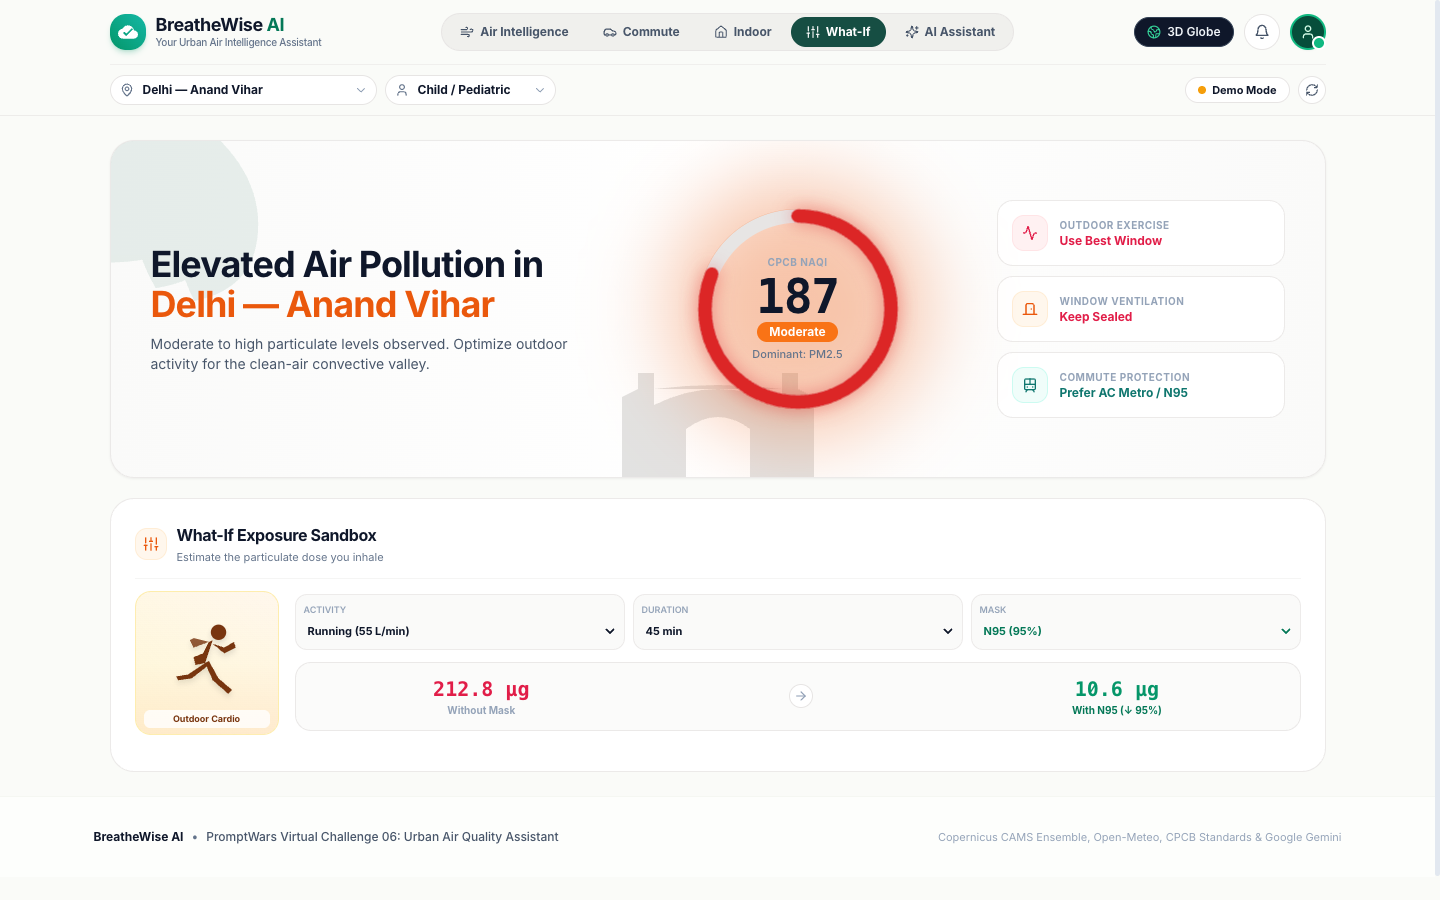 BreatheWise AI
Your Urban Air Intelligence Assistant
Air Intelligence
Commute
Indoor
What-If
AI Assistant
3D Globe
Delhi — Anand Vihar
Child / Pediatric
Demo Mode
Elevated Air Pollution in
Delhi — Anand Vihar
Moderate to high particulate levels observed. Optimize outdoor
activity for the clean-air convective valley.
CPCB NAQI
187
Moderate
Dominant: PM2.5
OUTDOOR EXERCISE
Use Best Window
WINDOW VENTILATION
Keep Sealed
COMMUTE PROTECTION
Prefer AC Metro / N95
What-If Exposure Sandbox
Estimate the particulate dose you inhale
Outdoor Cardio
ACTIVITY
Running (55 L/min)
DURATION
45 min
MASK
N95 (95%)
212.8 µg
Without Mask
10.6 µg
With N95 (↓ 95%)
BreatheWise AI • PromptWars Virtual Challenge 06: Urban Air Quality Assistant
Copernicus CAMS Ensemble, Open-Meteo, CPCB Standards & Google Gemini